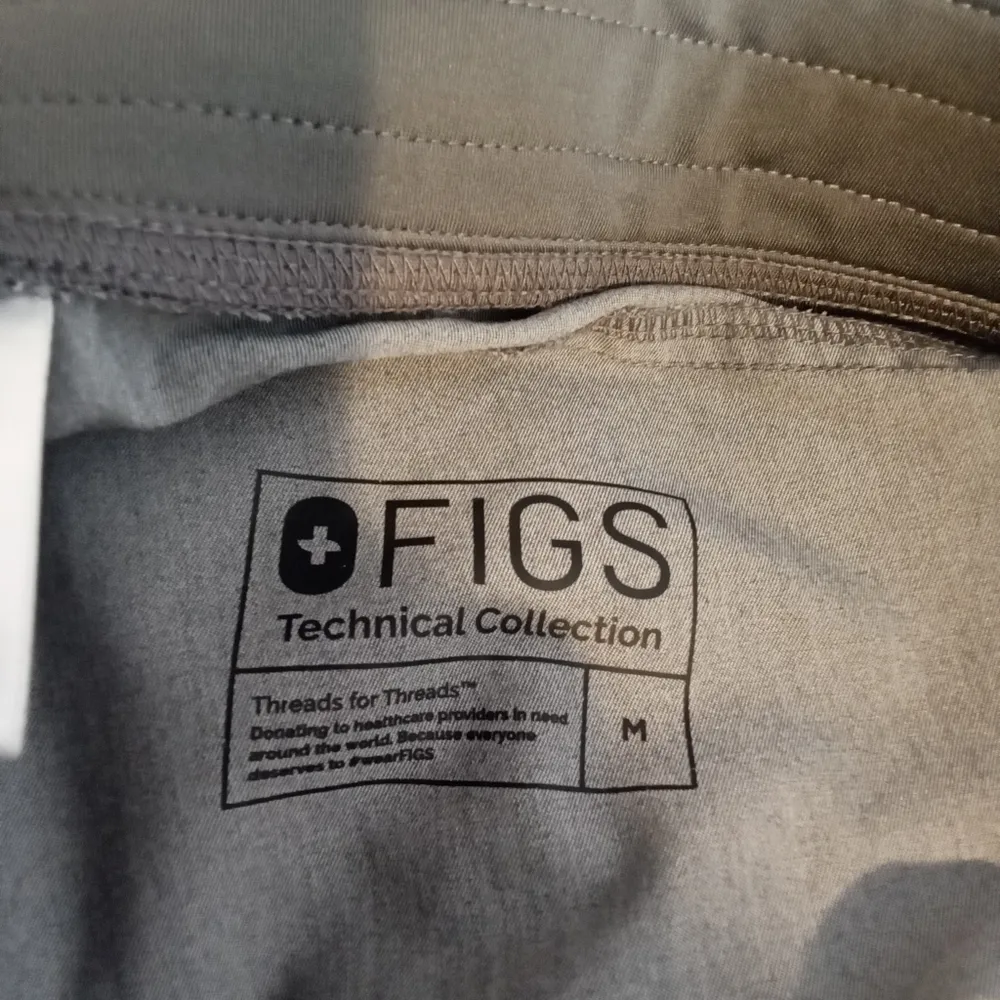 FIGS
Technical Collection
Threads for Threads™
Donating to healthcare providers in need
around the world. Because everyone
deserves to #wearFIGS
M